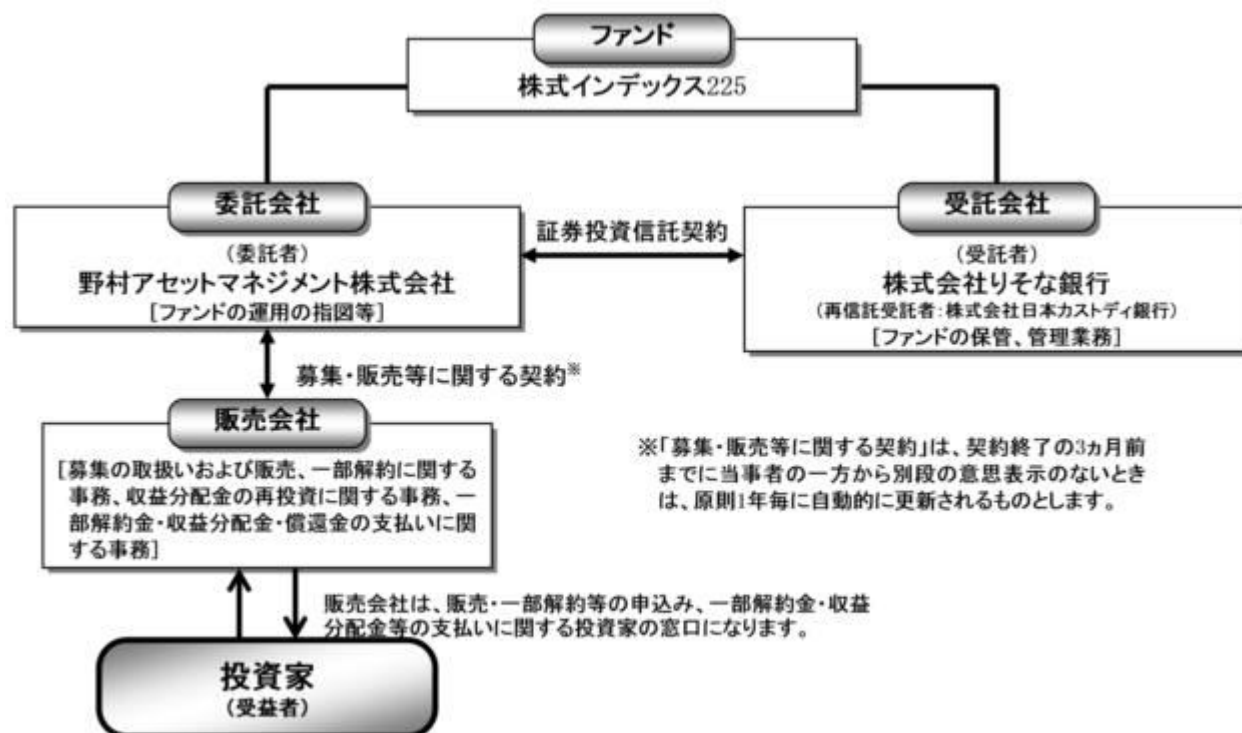 ファンド
株式インデックス225
委託会社
(委託者)
野村アセットマネジメント株式会社
[ファンドの運用の指図等]
証券投資信託契約
受託会社
(受託者)
株式会社りそな銀行
(再信託受託者:株式会社日本カストディ銀行)
[ファンドの保管、管理業務]
募集・販売等に関する契約※
販売会社
[募集の取扱いおよび販売、一部解約に関する
事務、収益分配金の再投資に関する事務、一
部解約金・収益分配金・償還金の支払いに関
する事務]
※「募集・販売等に関する契約」は、契約終了の3ヵ月前
までに当事者の一方から別段の意思表示のないとき
は、原則1年毎に自動的に更新されるものとします。
販売会社は、販売・一部解約等の申込み、一部解約金・収益
分配金等の支払いに関する投資家の窓口になります。
投資家
(受益者)